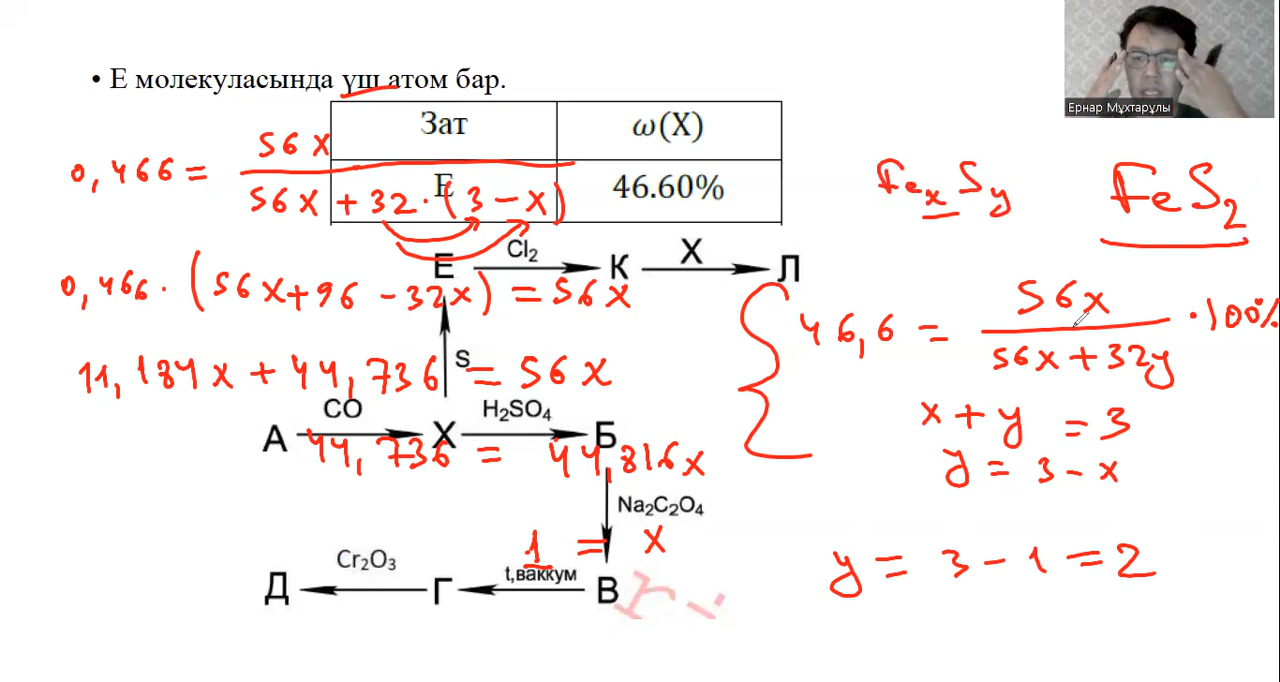 • Е молекуласында үш атом бар.
Ернар Мұхтарұлы
Зат ω(X)
Е 46.60%
0,466 = 56x / 56x + 32·(3 - x)
FexSy FeS2
Е Cl2 К X Л
0,466·(56x+96 - 32x) = 56x
46,6 = 56x / 56x + 32y · 100%
11,184x + 44,736 = 56x
S
x + y = 3
А CO Х H2SO4 Б
44,736 = 44,816x
y = 3 - x
Na2C2O4
1 = x
y = 3 - 1 = 2
Д Cr2O3 Г t,ваккум В